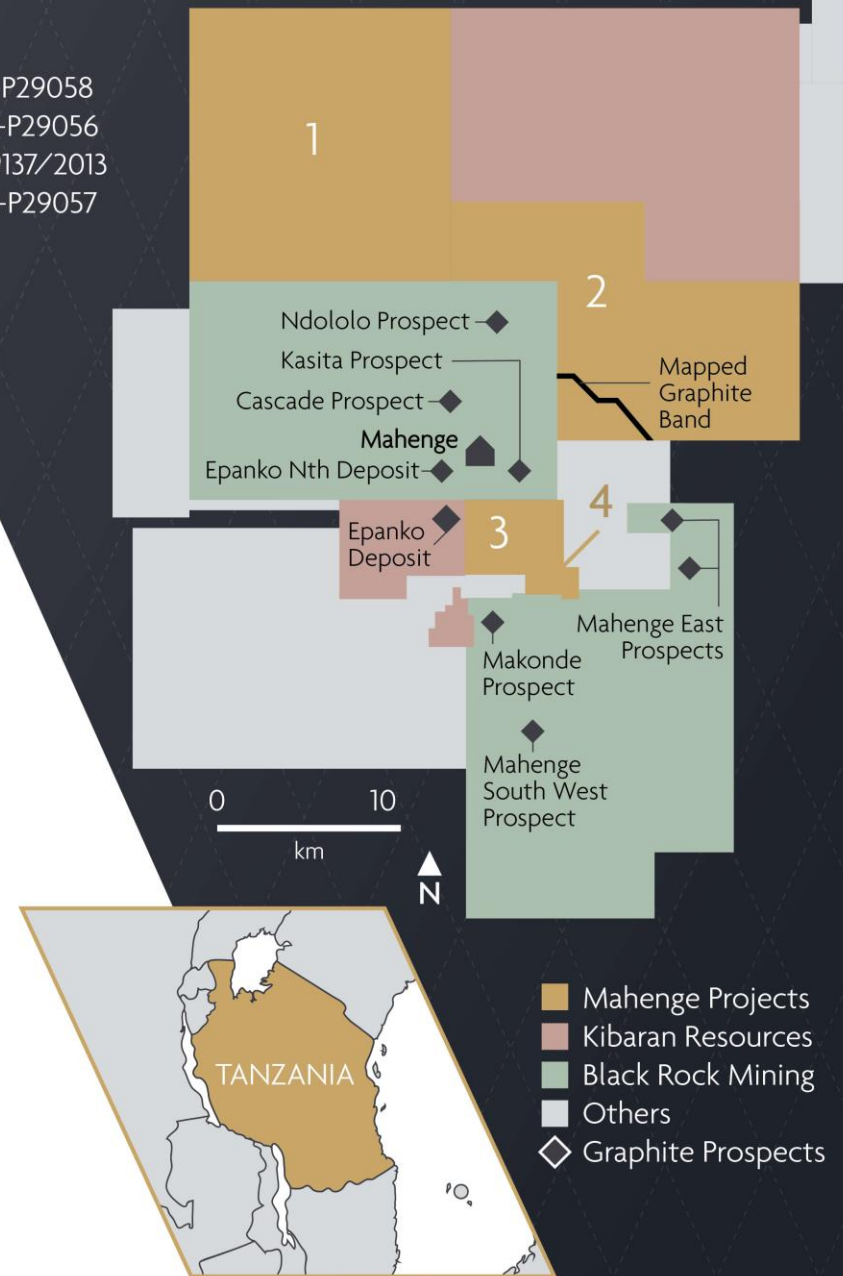 P29058
-P29056
137/2013
-P29057
1
2
Ndololo Prospect
Kasita Prospect
Cascade Prospect
Mahenge
Epanko Nth Deposit
Mapped
Graphite
Band
Epanko
Deposit
3
4
Mahenge East
Prospects
Makonde
Prospect
Mahenge
South West
Prospect
0 10
km
N
TANZANIA
Mahenge Projects
Kibaran Resources
Black Rock Mining
Others
Graphite Prospects